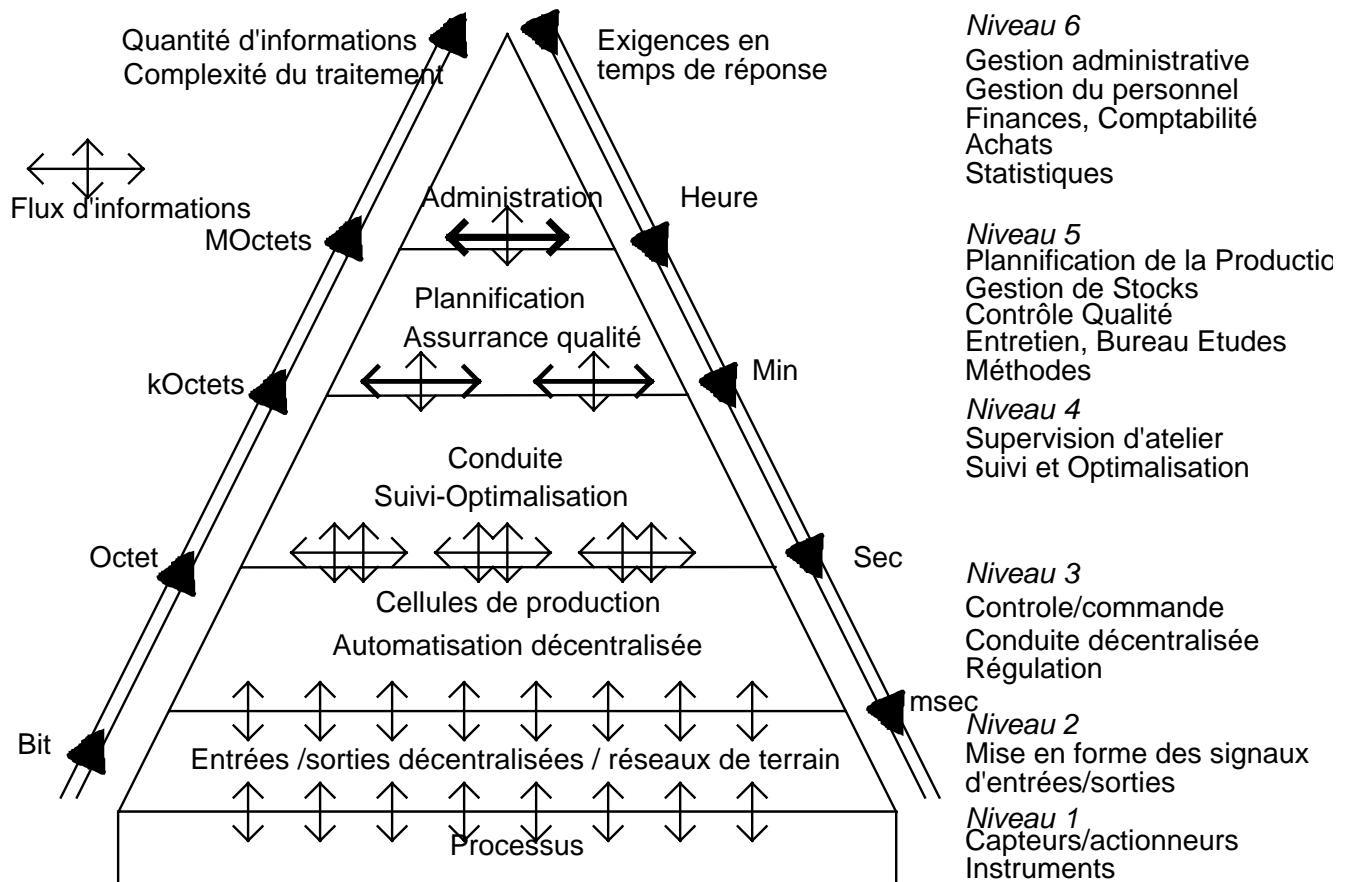 Quantité d'informations
Complexité du traitement
Exigences en
temps de réponse
Flux d'informations
MOctets
kOctets
Octet
Bit
Administration
Plannification
Assurrance qualité
Conduite
Suivi-Optimalisation
Cellules de production
Automatisation décentralisée
Entrées /sorties décentralisées / réseaux de terrain
Processus
Heure
Min
Sec
msec
Niveau 6
Gestion administrative
Gestion du personnel
Finances, Comptabilité
Achats
Statistiques
Niveau 5
Plannification de la Productio
Gestion de Stocks
Contrôle Qualité
Entretien, Bureau Etudes
Méthodes
Niveau 4
Supervision d'atelier
Suivi et Optimalisation
Niveau 3
Controle/commande
Conduite décentralisée
Régulation
Niveau 2
Mise en forme des signaux
d'entrées/sorties
Niveau 1
Capteurs/actionneurs
Instruments